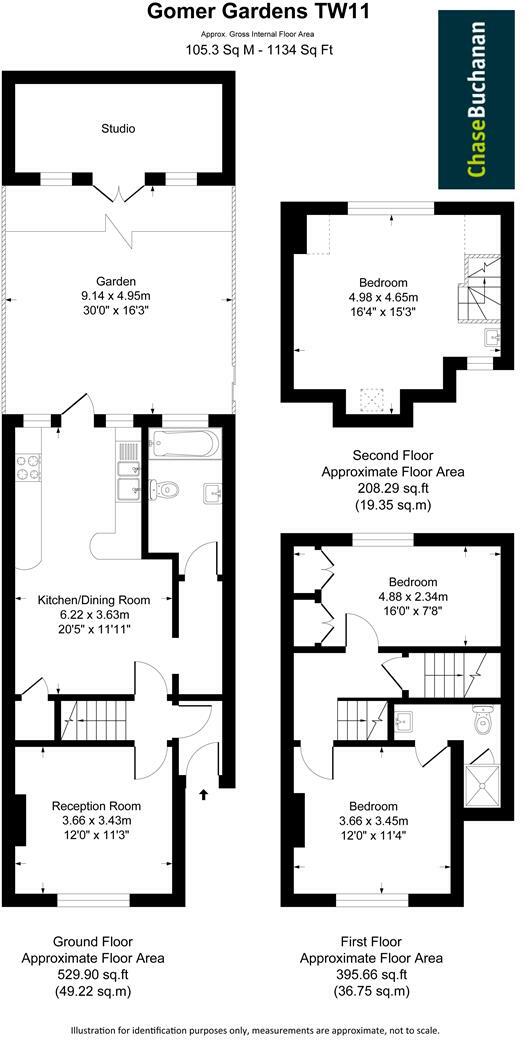 Gomer Gardens TW11
Approx. Gross Internal Floor Area
105.3 Sq M - 1134 Sq Ft
ChaseBuchanan
Studio
Garden
9.14 x 4.95m
30'0" x 16'3"
Bedroom
4.98 x 4.65m
16'4" x 15'3"
Second Floor
Approximate Floor Area
208.29 sq.ft
(19.35 sq.m)
Kitchen/Dining Room
6.22 x 3.63m
20'5" x 11'11"
Bedroom
4.88 x 2.34m
16'0" x 7'8"
Reception Room
3.66 x 3.43m
12'0" x 11'3"
Bedroom
3.66 x 3.45m
12'0" x 11'4"
Ground Floor
Approximate Floor Area
529.90 sq.ft
(49.22 sq.m)
First Floor
Approximate Floor Area
395.66 sq.ft
(36.75 sq.m)
Illustration for identification purposes only, measurements are approximate, not to scale.